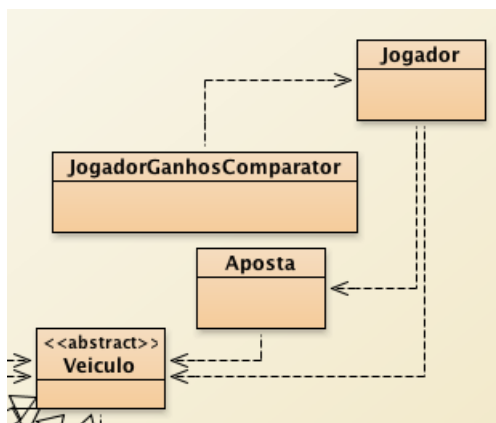 Jogador
JogadorGanhosComparator
Aposta
<<abstract>>
Veiculo